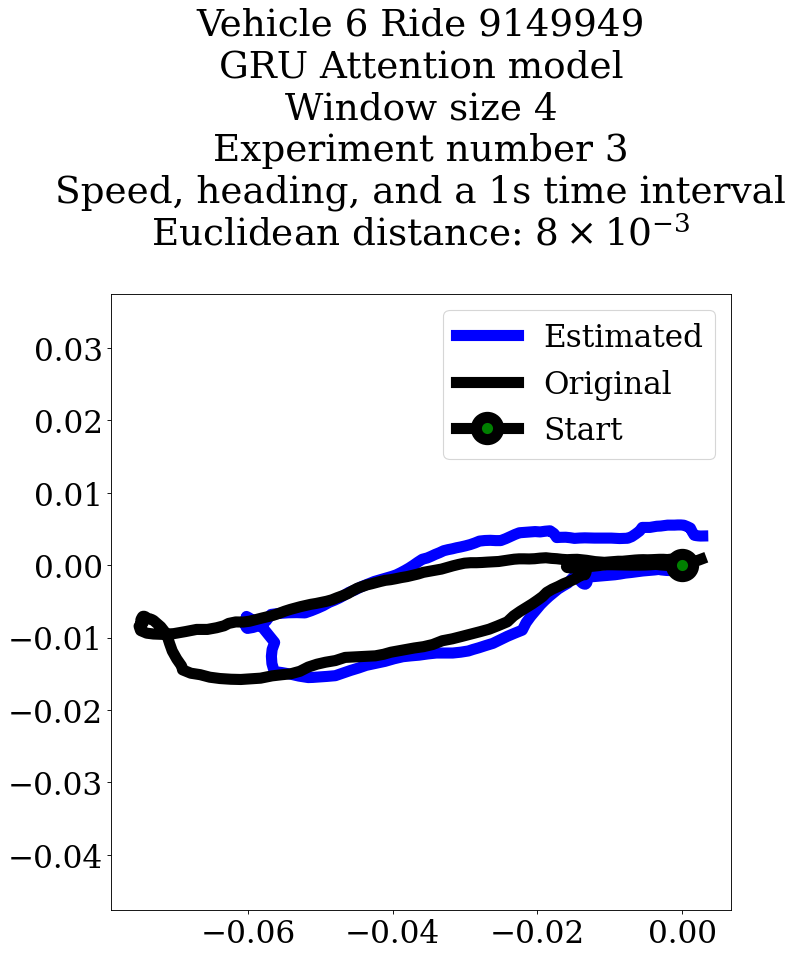 Vehicle 6 Ride 9149949
GRU Attention model
Window size 4
Experiment number 3
Speed, heading, and a 1s time interval
Euclidean distance: 8 × 10⁻³
Estimated
Original
Start
0.03
0.02
0.01
0.00
−0.01
−0.02
−0.03
−0.04
−0.06 −0.04 −0.02 0.00